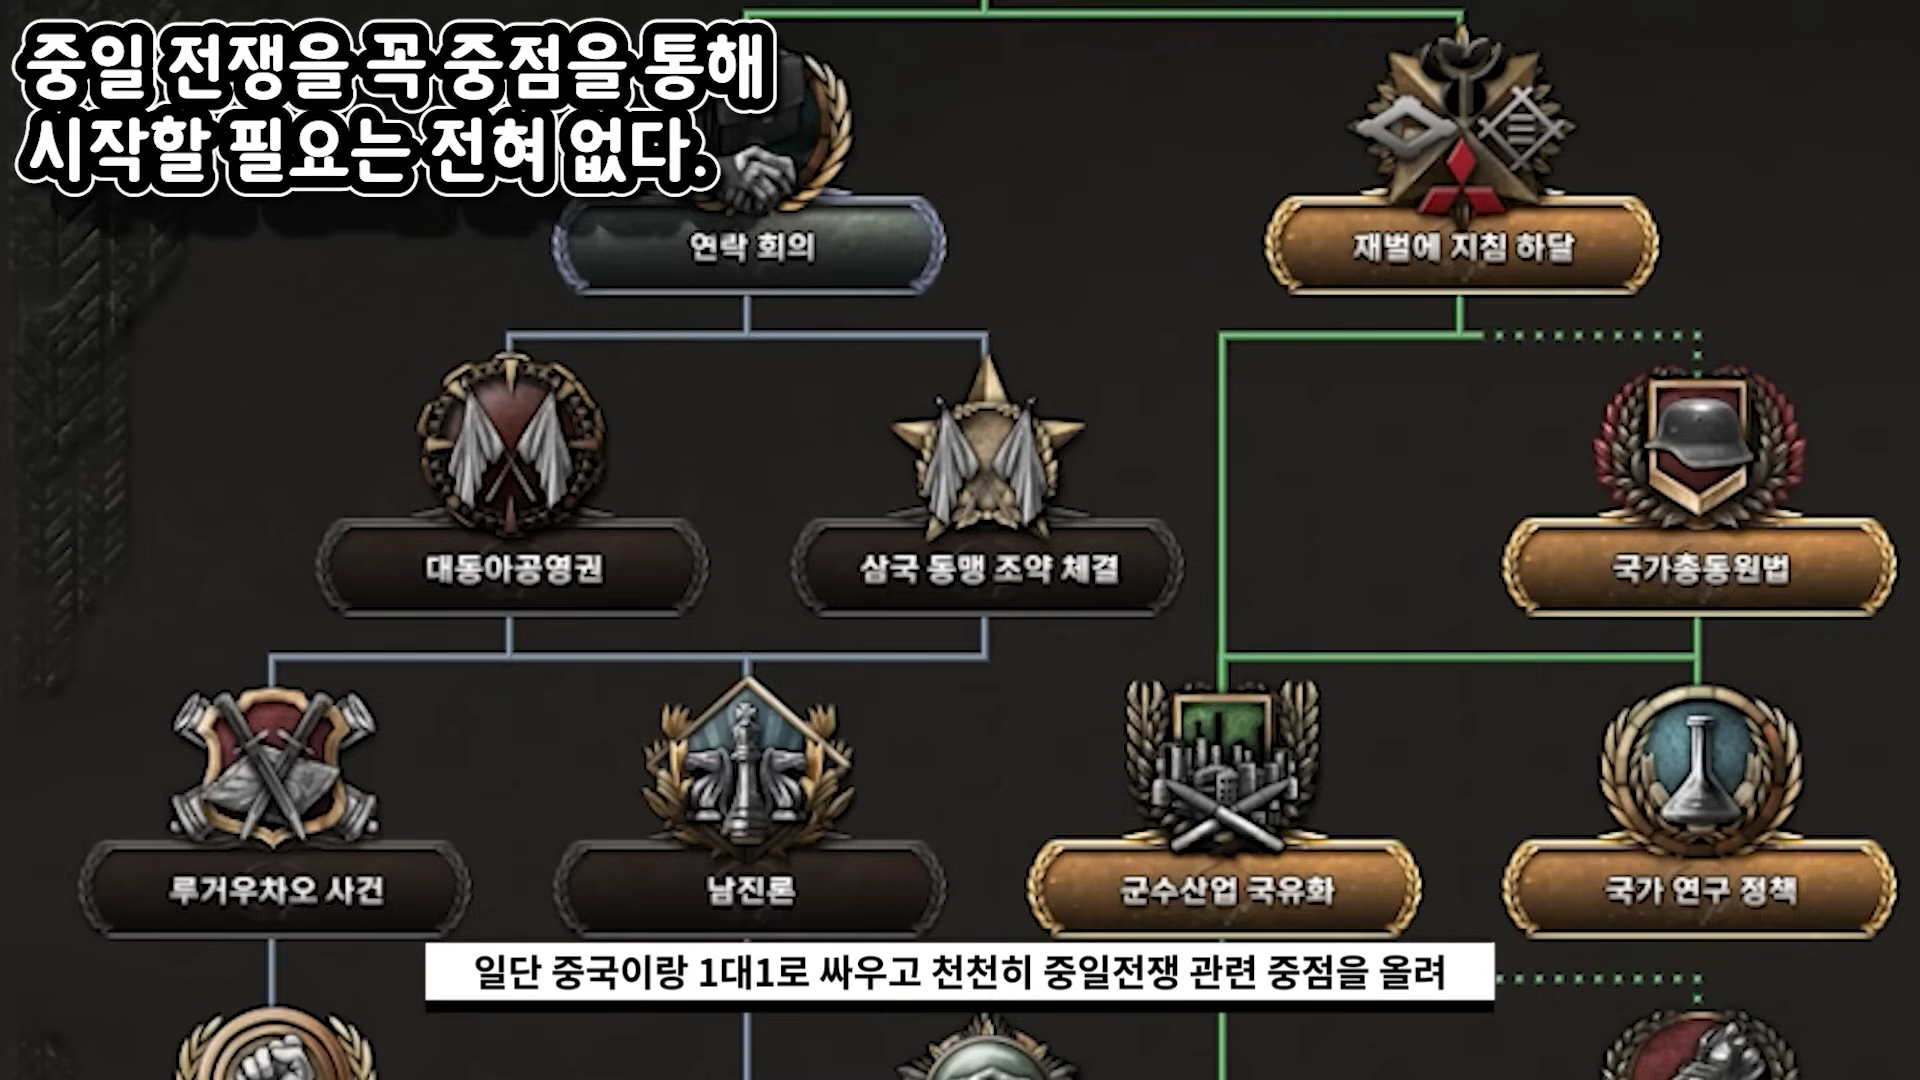 중일 전쟁을 꼭 중점을 통해
시작할 필요는 전혀 없다.
연락 회의
재벌에 지침 하달
대동아공영권
삼국 동맹 조약 체결
국가총동원법
루거우차오 사건
남진론
군수산업 국유화
국가 연구 정책
일단 중국이랑 1대1로 싸우고 천천히 중일전쟁 관련 중점을 올려